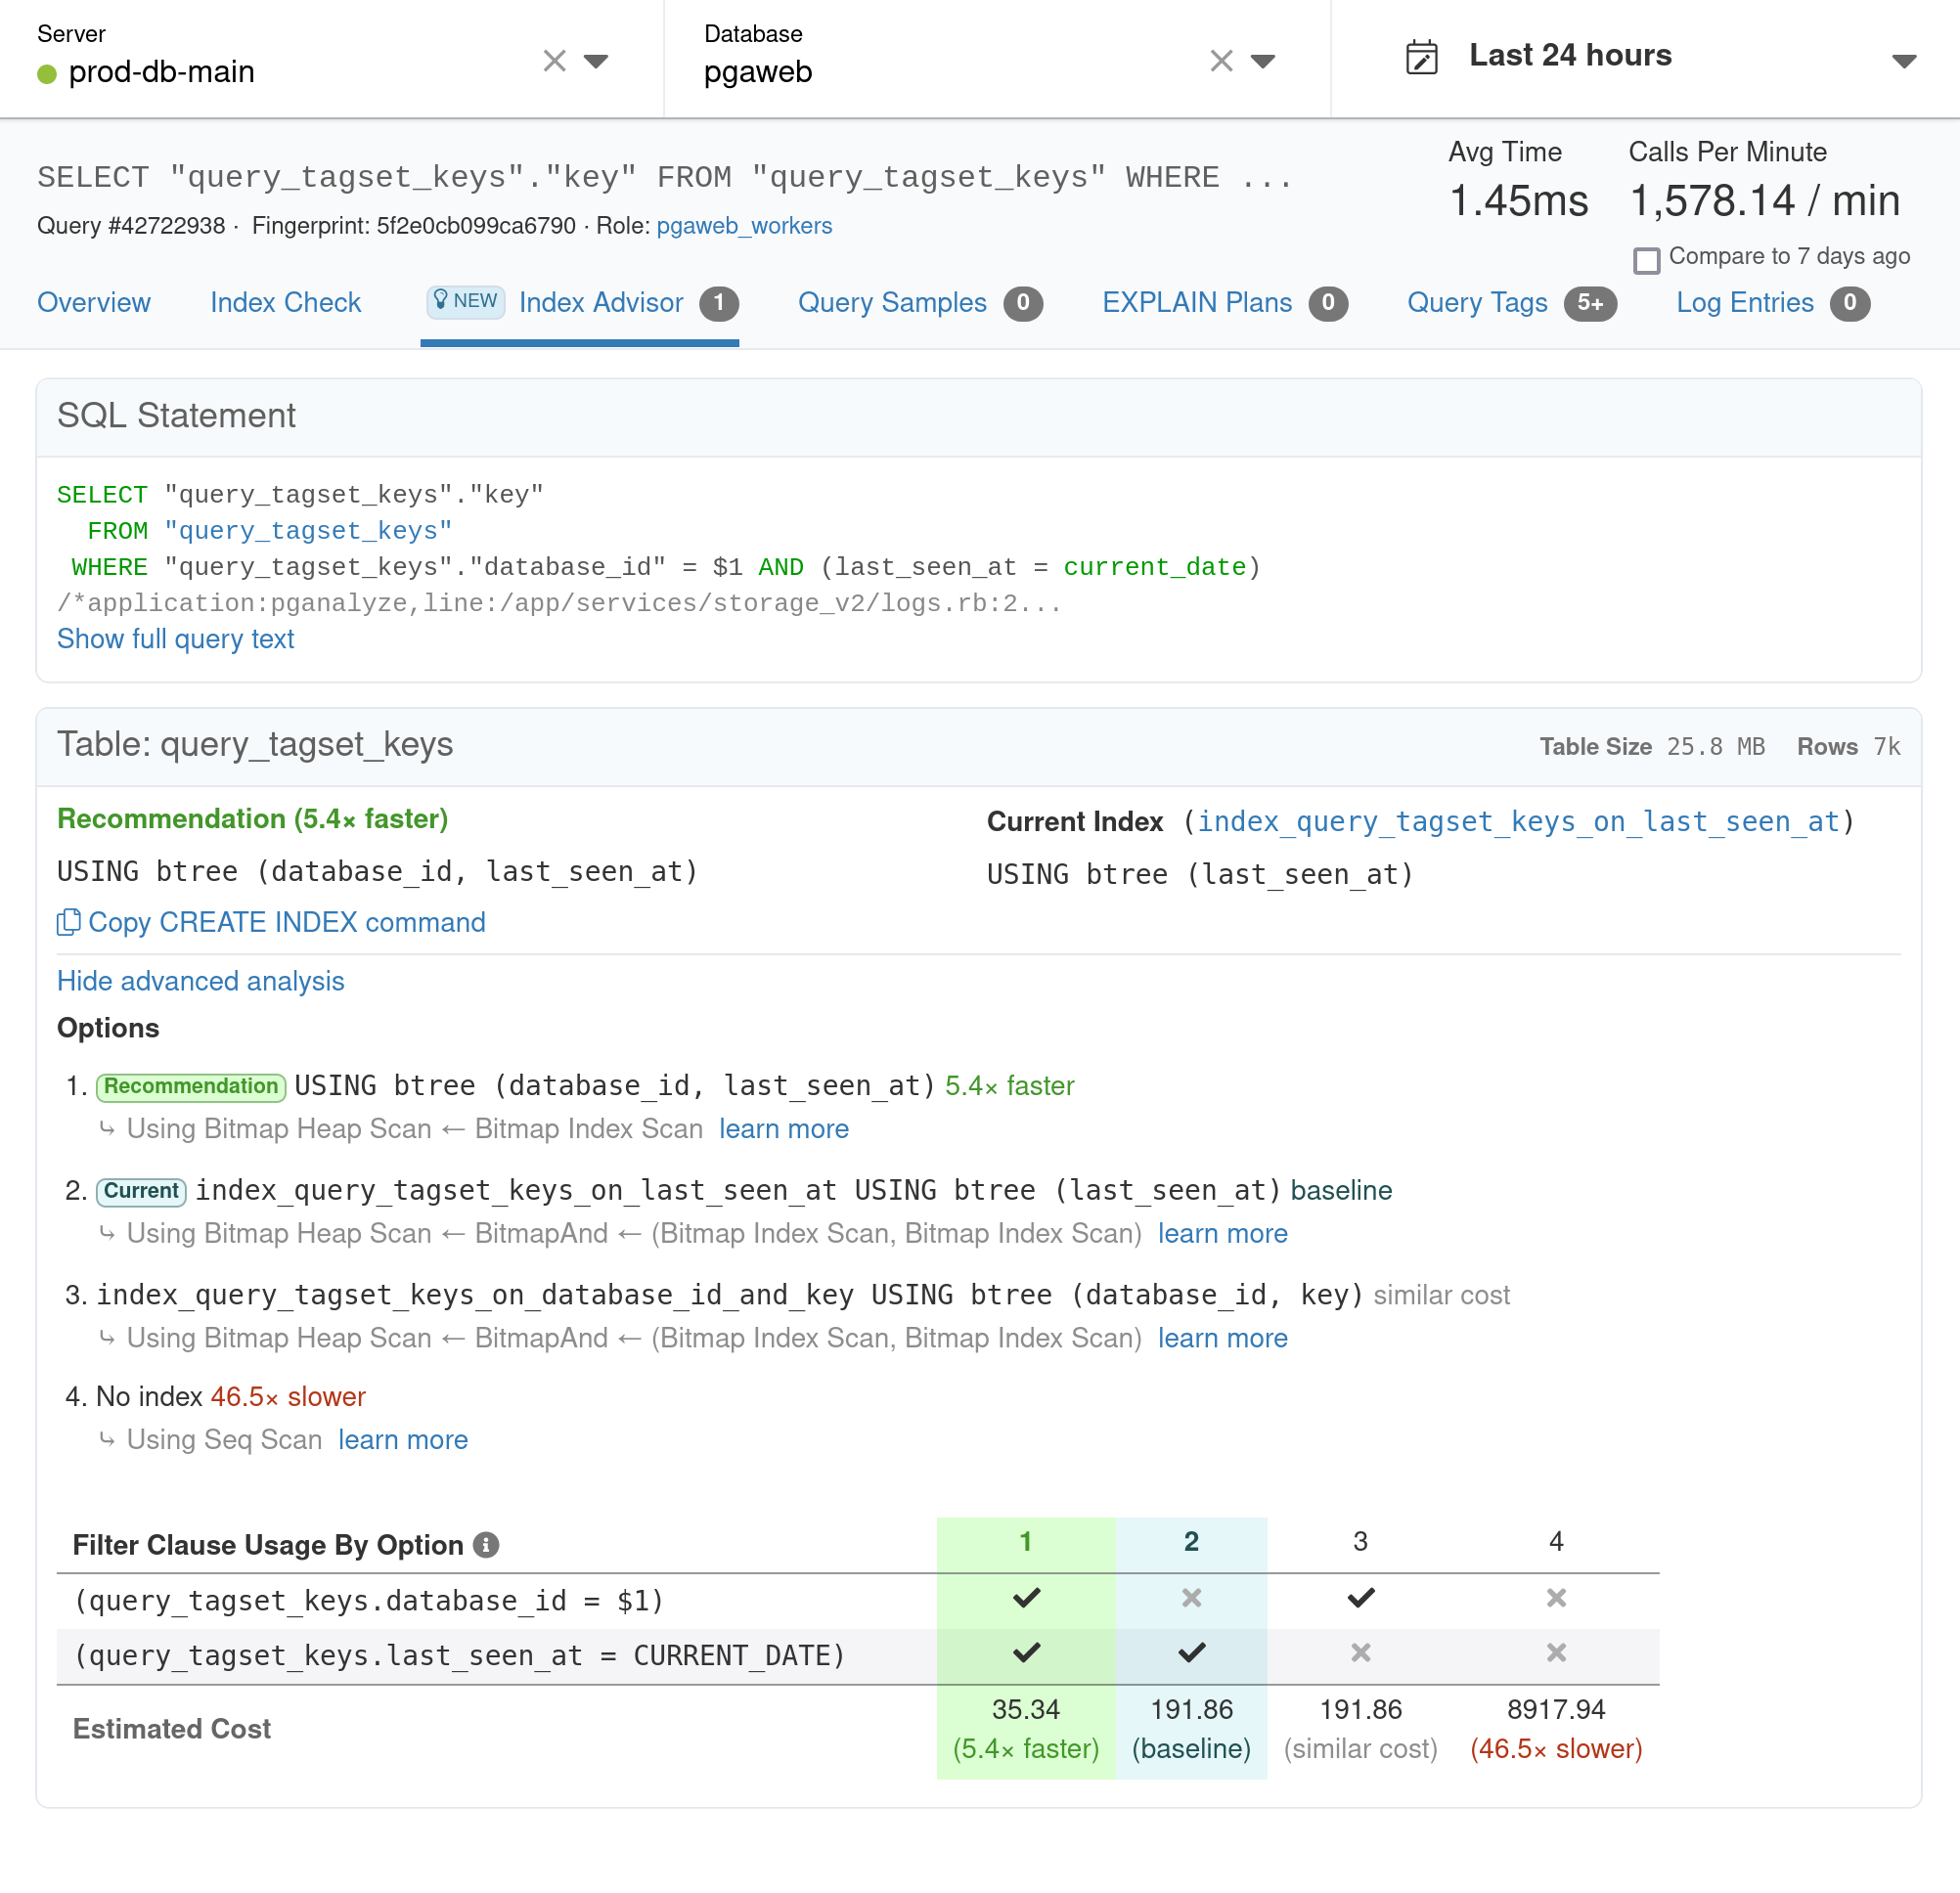 Server
prod-db-main
Database
pgaweb
Last 24 hours
SELECT "query_tagset_keys"."key" FROM "query_tagset_keys" WHERE ...
Query #42722938 · Fingerprint: 5f2e0cb099ca6790 · Role: pgaweb_workers
Avg Time
1.45ms
Calls Per Minute
1,578.14 / min
Compare to 7 days ago
Overview Index Check NEW Index Advisor 1 Query Samples 0 EXPLAIN Plans 0 Query Tags 5+ Log Entries 0
SQL Statement
SELECT "query_tagset_keys"."key"
FROM "query_tagset_keys"
WHERE "query_tagset_keys"."database_id" = $1 AND (last_seen_at = current_date)
/*application:pganalyze,line:/app/services/storage_v2/logs.rb:2...
Show full query text
Table: query_tagset_keys
Table Size 25.8 MB Rows 7k
Recommendation (5.4× faster)
USING btree (database_id, last_seen_at)
Copy CREATE INDEX command
Current Index (index_query_tagset_keys_on_last_seen_at)
USING btree (last_seen_at)
Hide advanced analysis
Options
1. Recommendation USING btree (database_id, last_seen_at) 5.4× faster
↳ Using Bitmap Heap Scan ← Bitmap Index Scan learn more
2. Current index_query_tagset_keys_on_last_seen_at USING btree (last_seen_at) baseline
↳ Using Bitmap Heap Scan ← BitmapAnd ← (Bitmap Index Scan, Bitmap Index Scan) learn more
3. index_query_tagset_keys_on_database_id_and_key USING btree (database_id, key) similar cost
↳ Using Bitmap Heap Scan ← BitmapAnd ← (Bitmap Index Scan, Bitmap Index Scan) learn more
4. No index 46.5× slower
↳ Using Seq Scan learn more
Filter Clause Usage By Option 1 2 3 4
(query_tagset_keys.database_id = $1)
(query_tagset_keys.last_seen_at = CURRENT_DATE)
Estimated Cost
35.34 191.86 191.86 8917.94
(5.4× faster) (baseline) (similar cost) (46.5× slower)